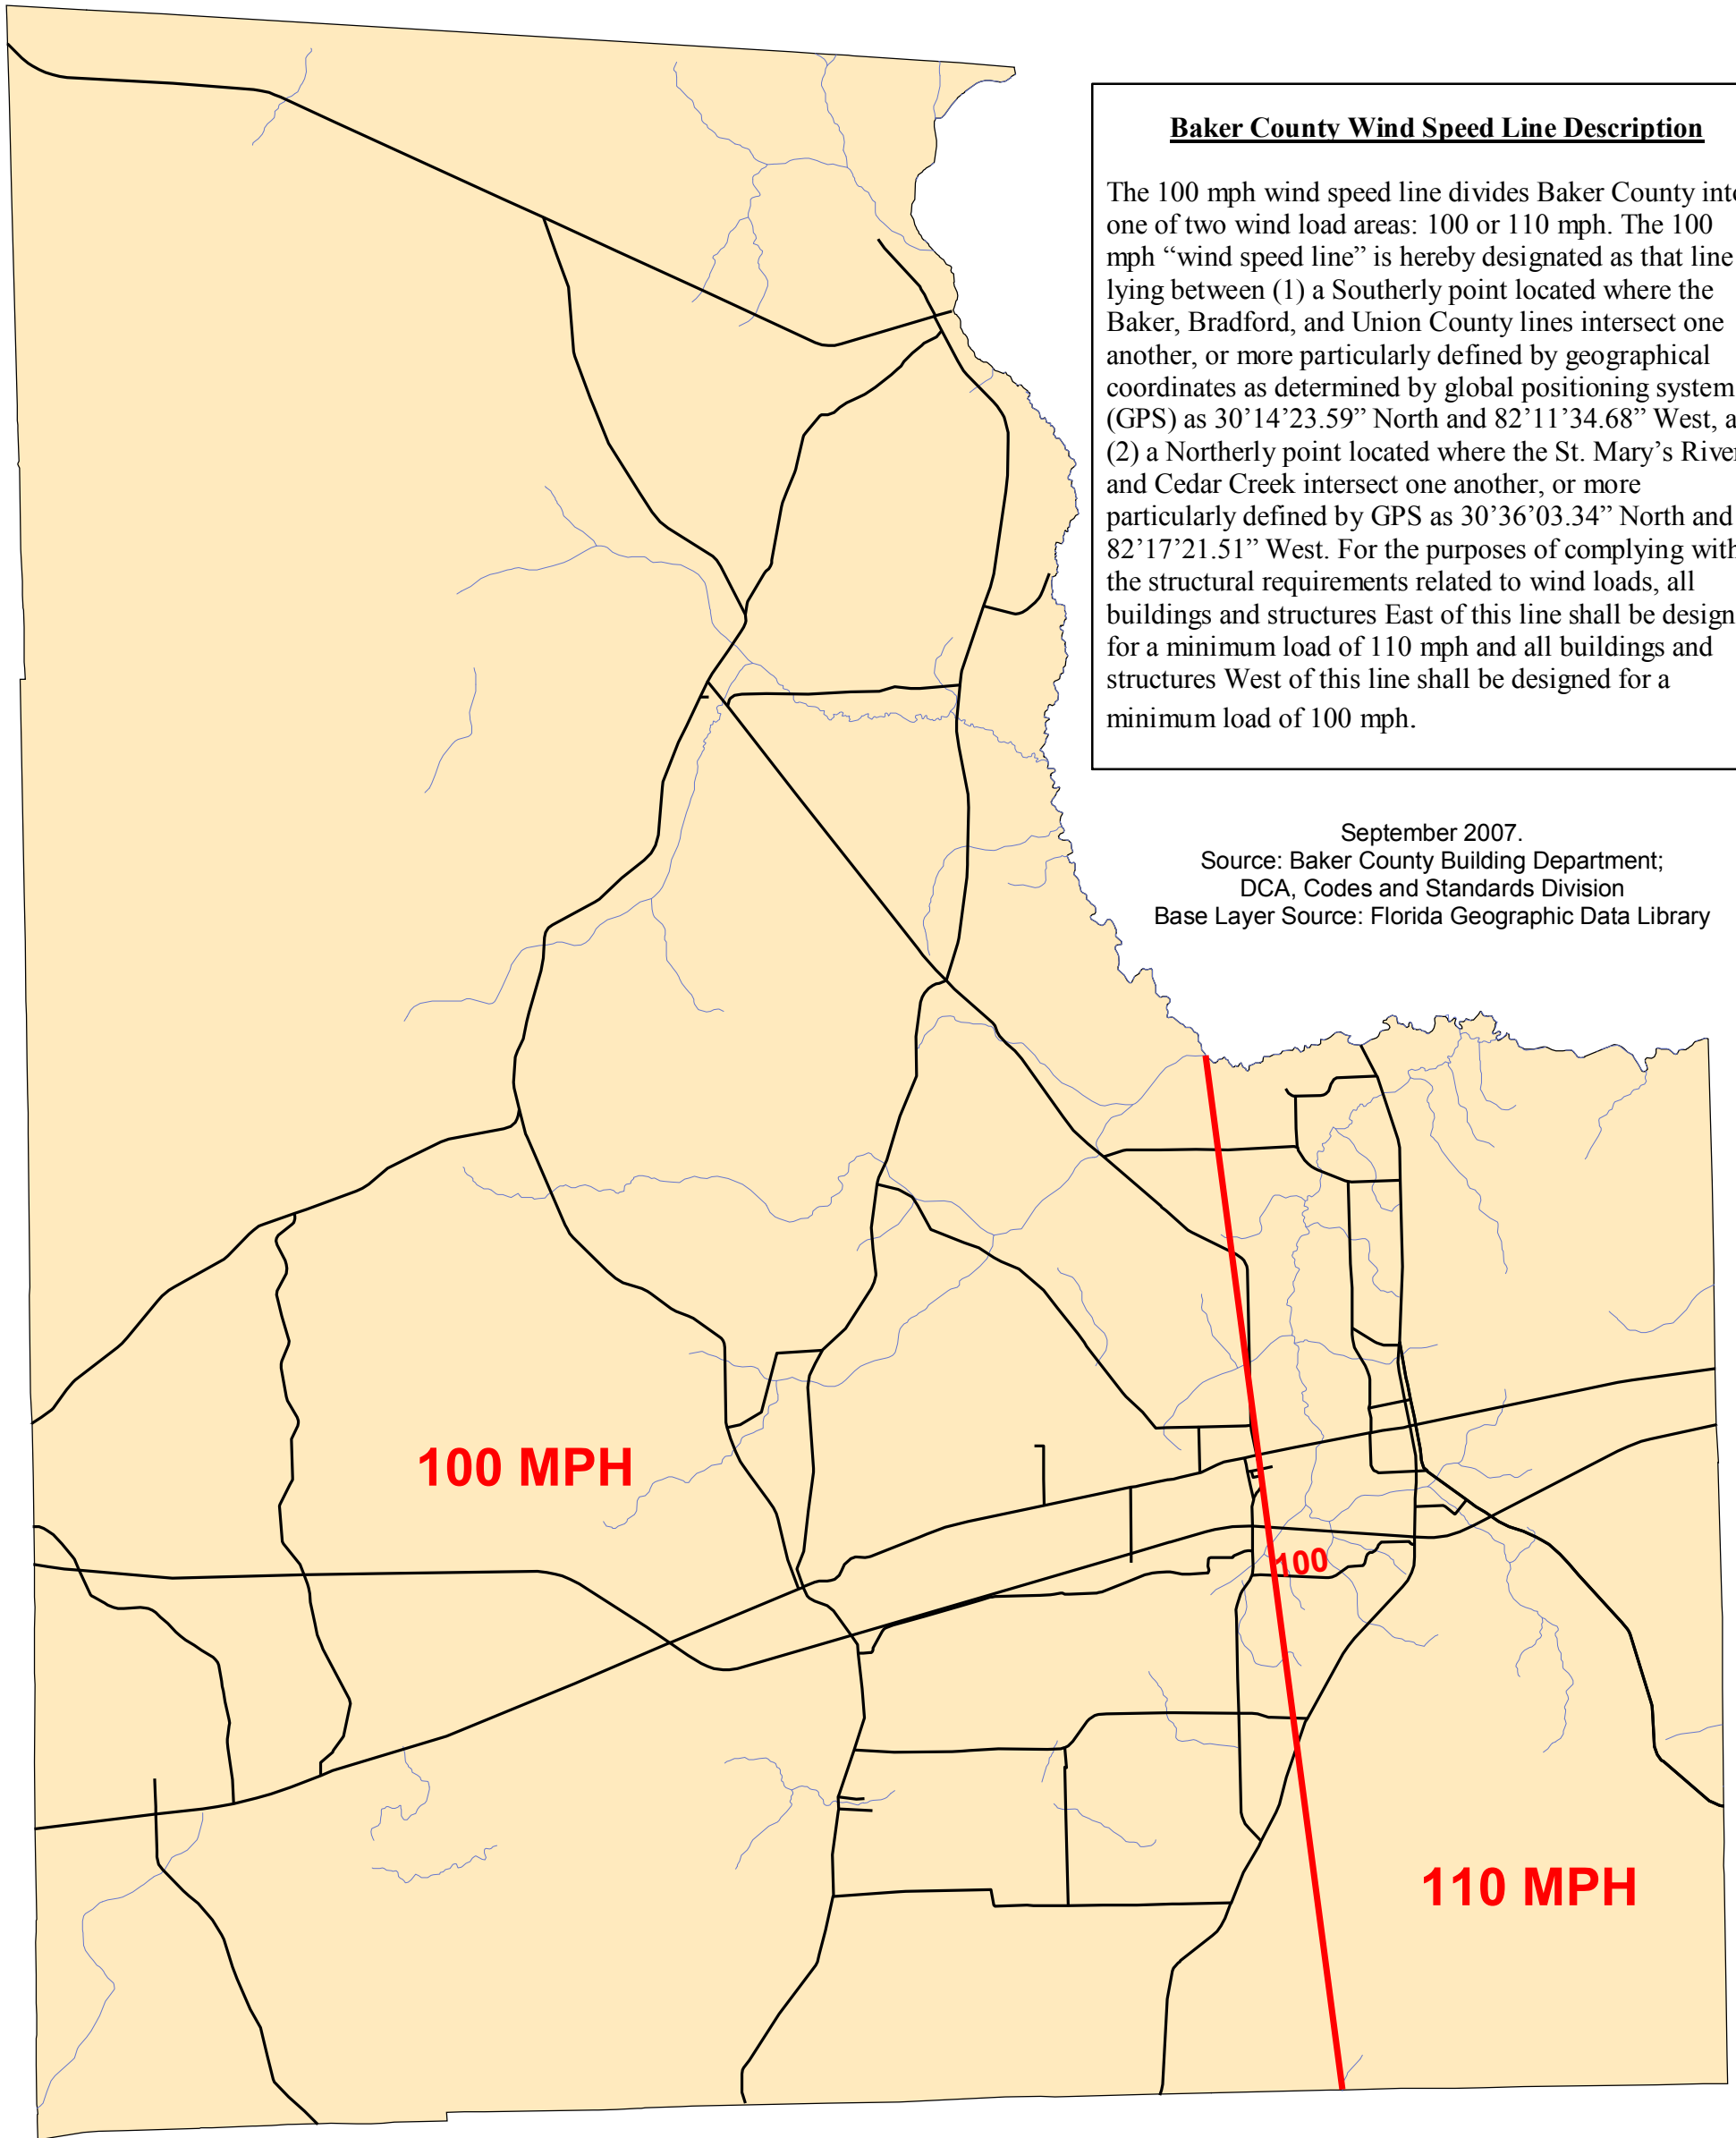 Baker County Wind Speed Line Description
The 100 mph wind speed line divides Baker County int
one of two wind load areas: 100 or 110 mph. The 100
mph “wind speed line” is hereby designated as that line
lying between (1) a Southerly point located where the
Baker, Bradford, and Union County lines intersect one
another, or more particularly defined by geographical
coordinates as determined by global positioning system
(GPS) as 30’14’23.59” North and 82’11’34.68” West, a
(2) a Northerly point located where the St. Mary’s River
and Cedar Creek intersect one another, or more
particularly defined by GPS as 30’36’03.34” North and
82’17’21.51” West. For the purposes of complying with
the structural requirements related to wind loads, all
buildings and structures East of this line shall be design
for a minimum load of 110 mph and all buildings and
structures West of this line shall be designed for a
minimum load of 100 mph.
September 2007.
Source: Baker County Building Department;
DCA, Codes and Standards Division
Base Layer Source: Florida Geographic Data Library
100 MPH
100
110 MPH